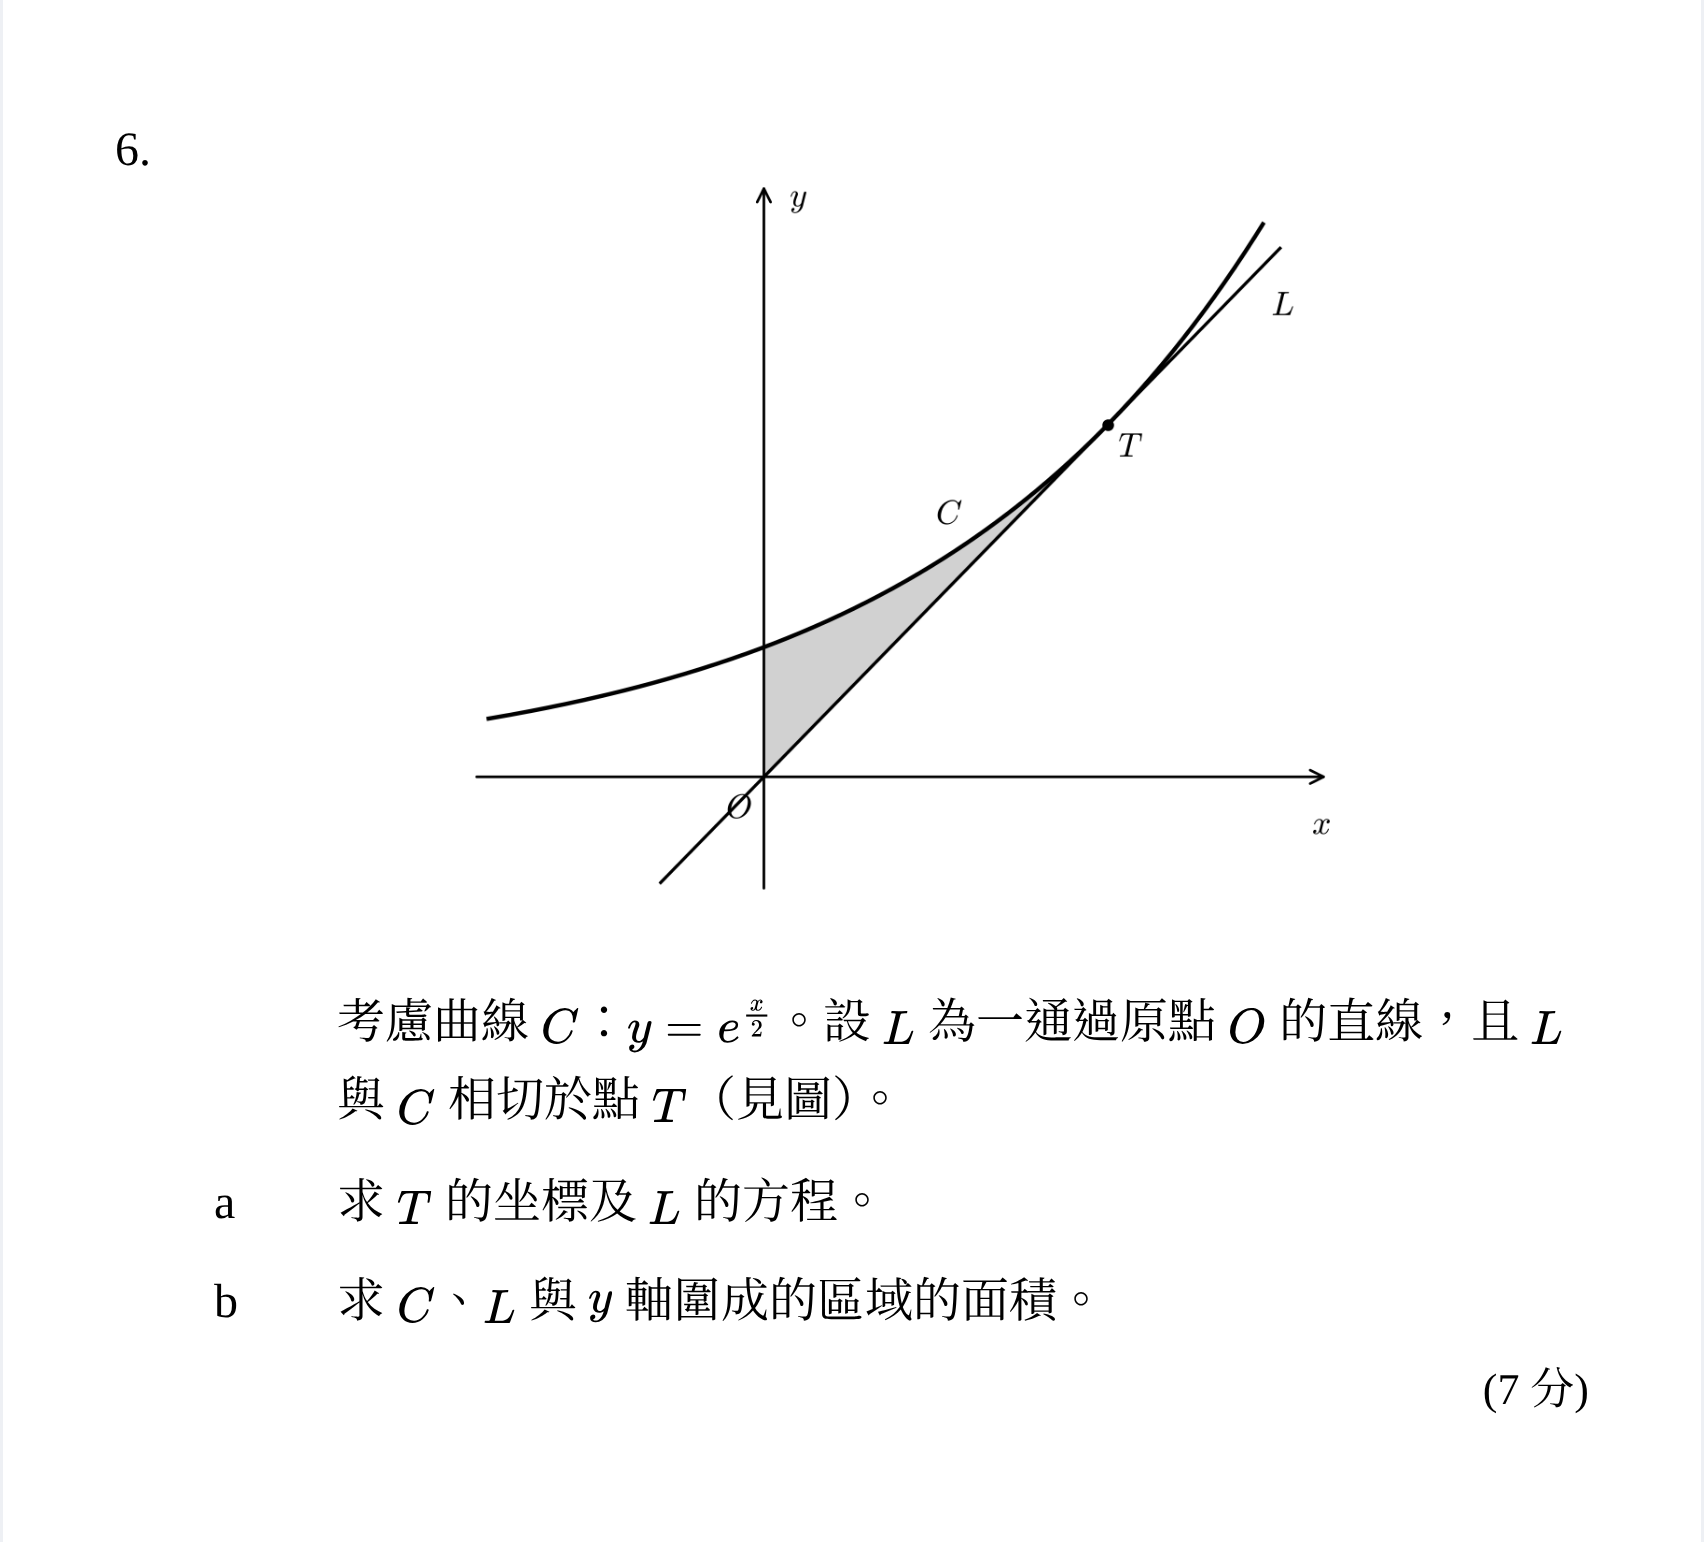 6.
y
L
T
C
O
x
考慮曲線 C：y = e^{x/2}。設 L 為一通過原點 O 的直線，且 L
與 C 相切於點 T（見圖）。
a 求 T 的坐標及 L 的方程。
b 求 C、L 與 y 軸圍成的區域的面積。
(7 分)